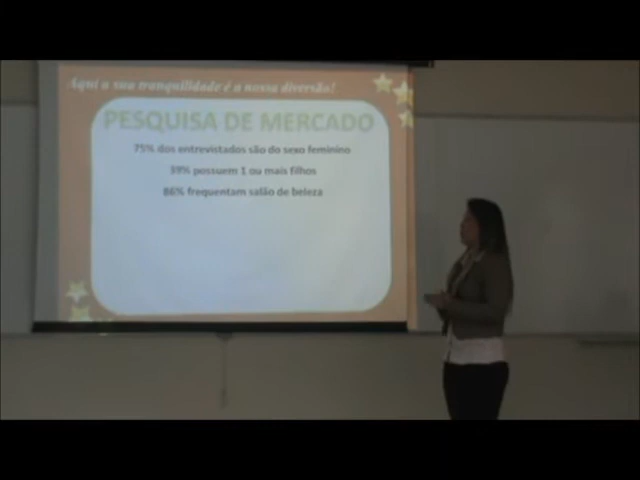 Aqui a sua tranquilidade é a nossa diversão!
PESQUISA DE MERCADO
75% dos entrevistados são do sexo feminino
39% possuem 1 ou mais filhos
86% frequentam salão de beleza